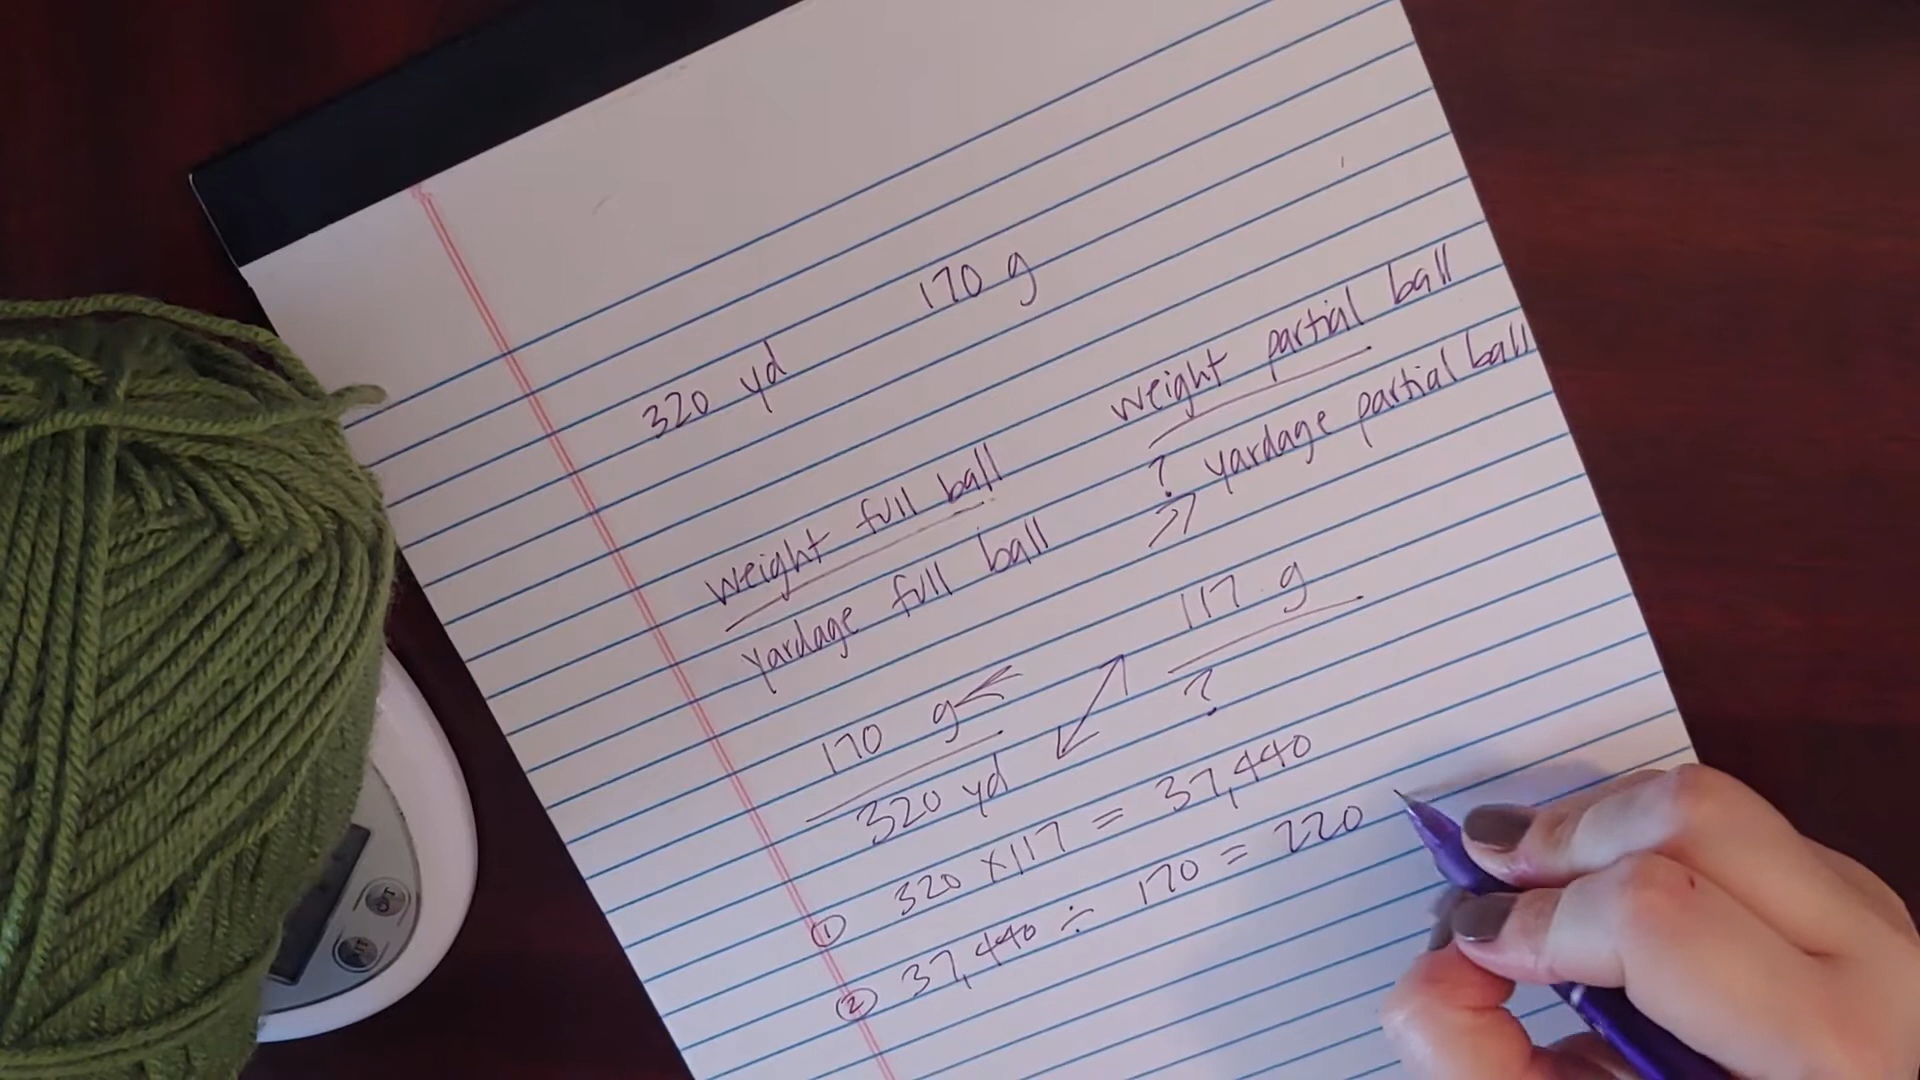 320 yd 170 g
weight full ball weight partial ball
yardage full ball ? yardage partial ball
170 g 117 g
320 yd ?
① 320 × 117 = 37,440
② 37,440 ÷ 170 = 220